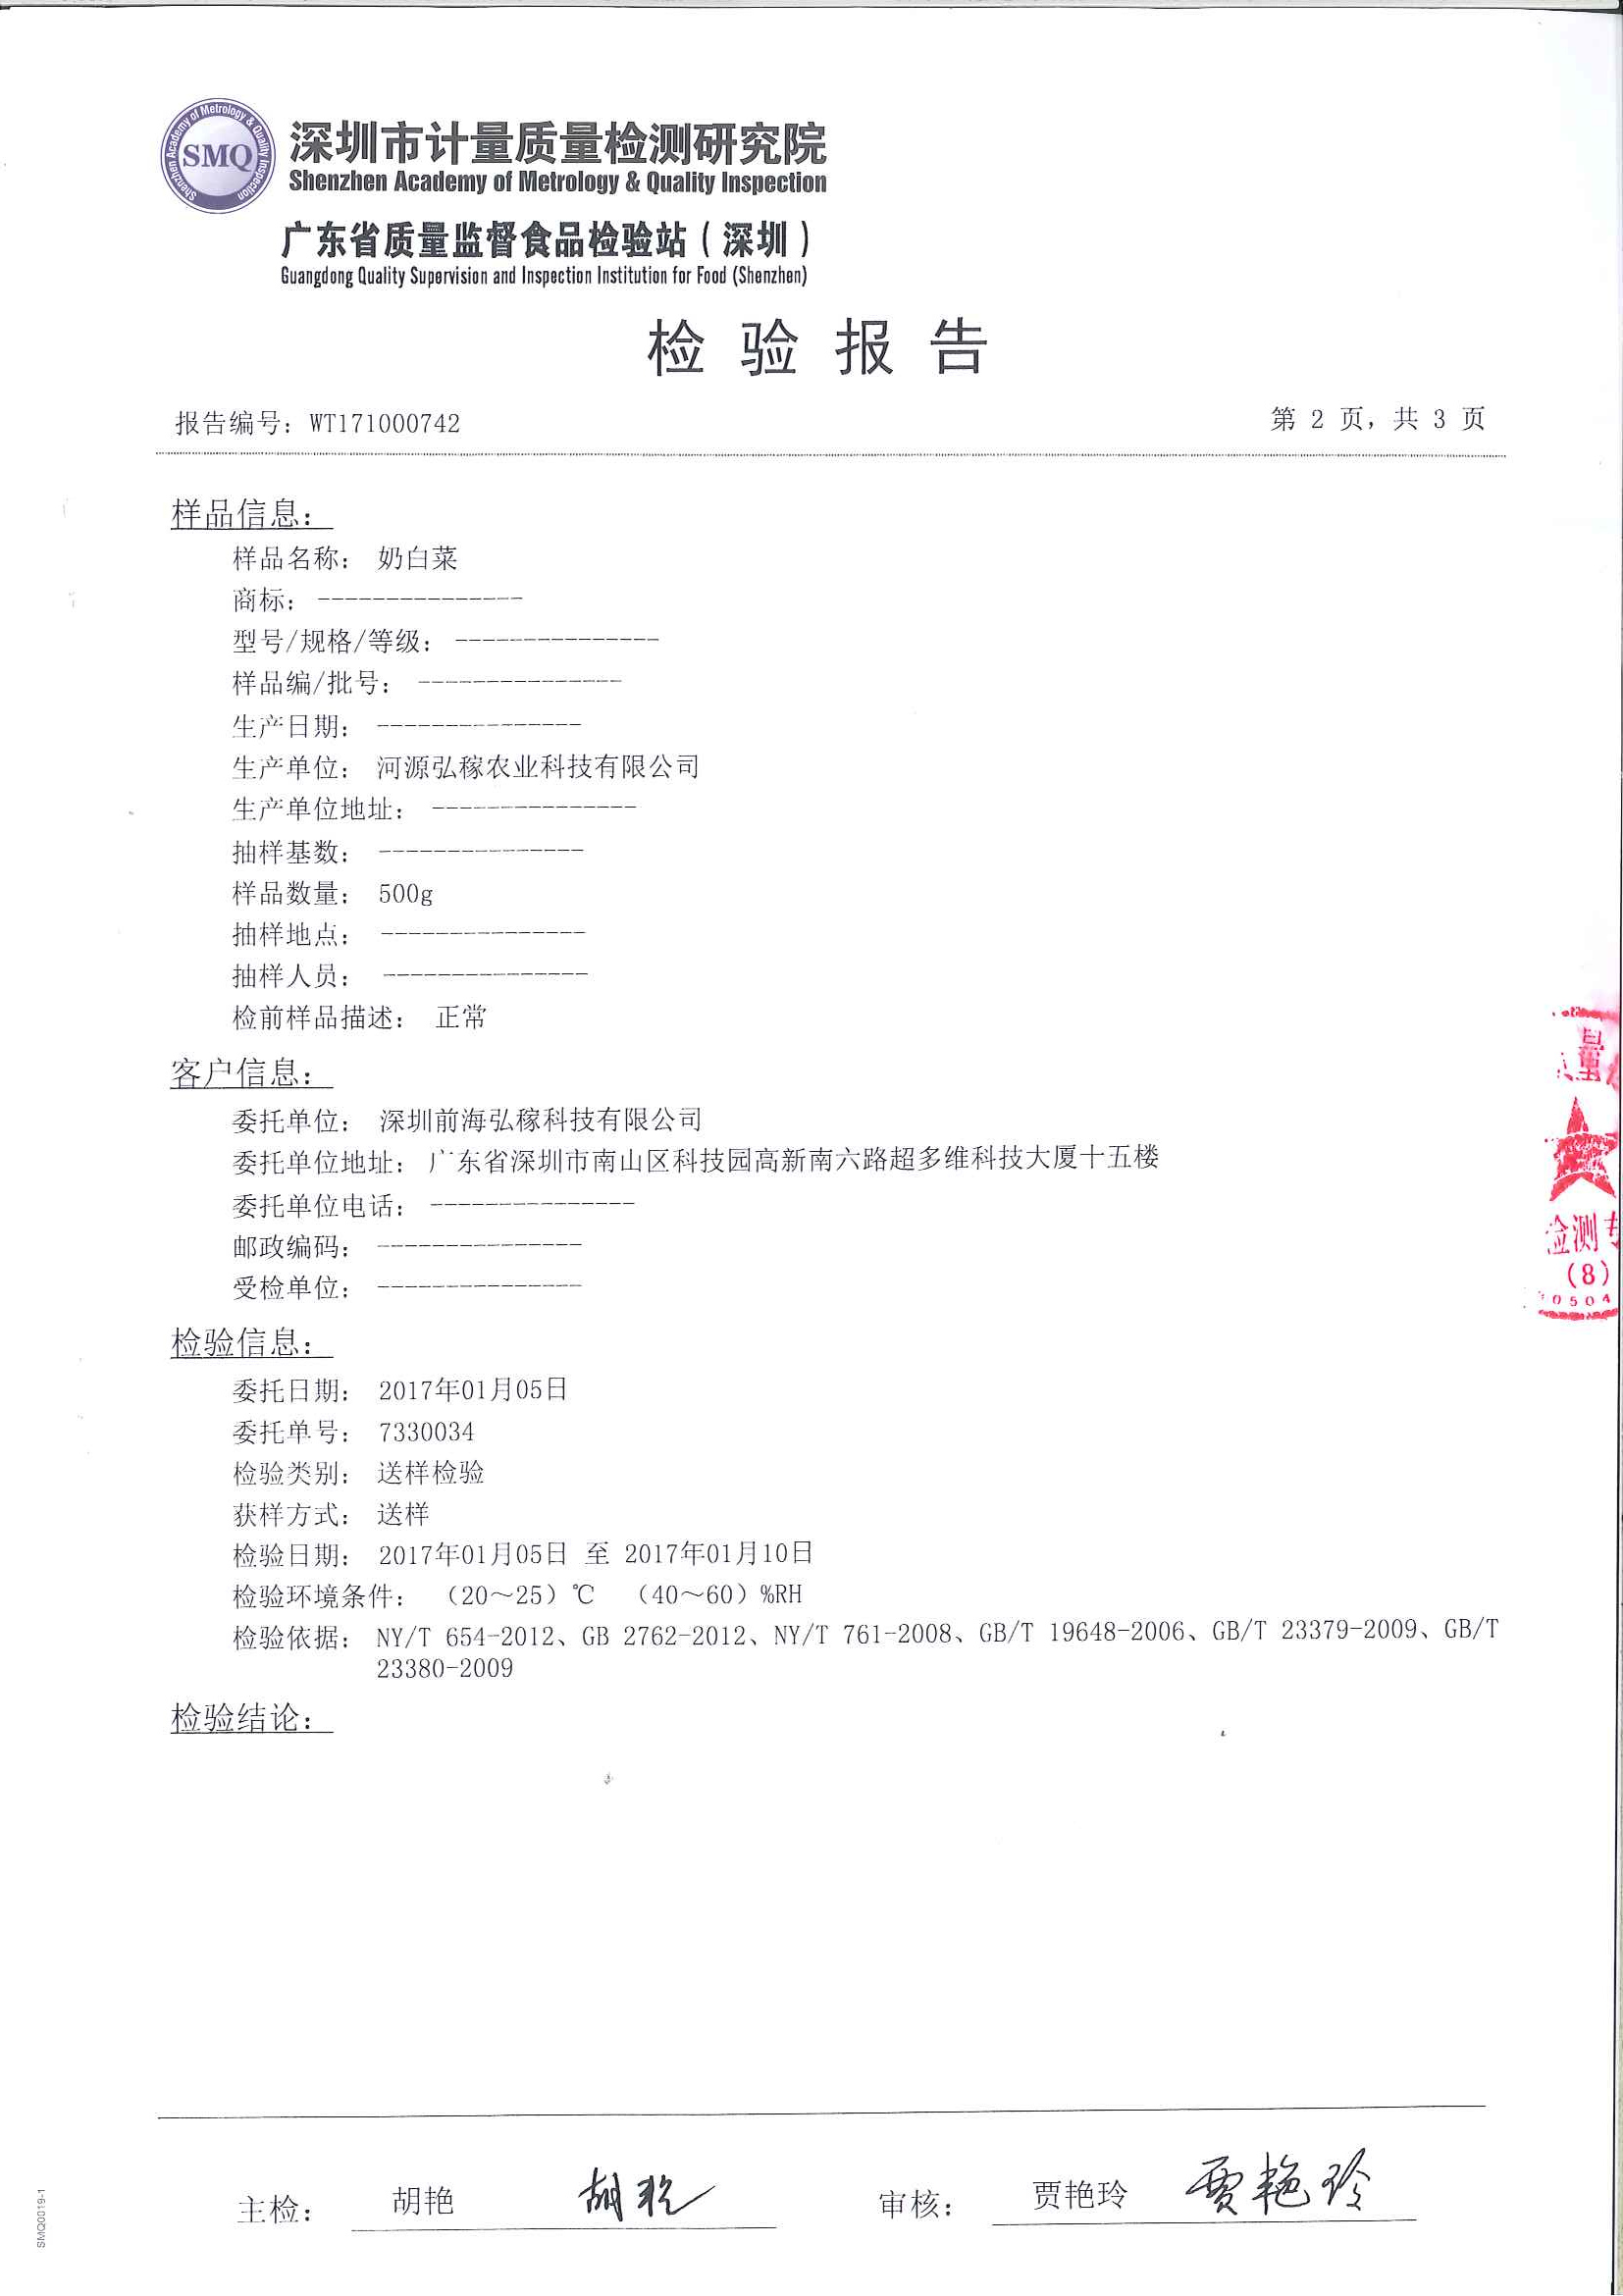 Shenzhen Academy of Metrology & Quality Inspection
SMQ
深圳市计量质量检测研究院
Shenzhen Academy of Metrology & Quality Inspection
广东省质量监督食品检验站（深圳）
Guangdong Quality Supervision and Inspection Institution for Food (Shenzhen)
检验报告
报告编号：WT171000742
第 2 页，共 3 页
样品信息：
样品名称： 奶白菜
商标： ---------------
型号/规格/等级： ---------------
样品编/批号： ---------------
生产日期： ---------------
生产单位： 河源弘稼农业科技有限公司
生产单位地址： ---------------
抽样基数： ---------------
样品数量： 500g
抽样地点： ---------------
抽样人员： ---------------
检前样品描述： 正常
客户信息：
委托单位： 深圳前海弘稼科技有限公司
委托单位地址： 广东省深圳市南山区科技园高新南六路超多维科技大厦十五楼
委托单位电话： ---------------
邮政编码： ---------------
受检单位： ---------------
检验信息：
委托日期： 2017年01月05日
委托单号： 7330034
检验类别： 送样检验
获样方式： 送样
检验日期： 2017年01月05日 至 2017年01月10日
检验环境条件： （20～25）℃ （40～60）%RH
检验依据： NY/T 654-2012、GB 2762-2012、NY/T 761-2008、GB/T 19648-2006、GB/T 23379-2009、GB/T
23380-2009
检验结论：
量
检测专
(8)
0504
主检： 胡艳 胡艳
审核： 贾艳玲 贾艳玲
SMQ0019-1